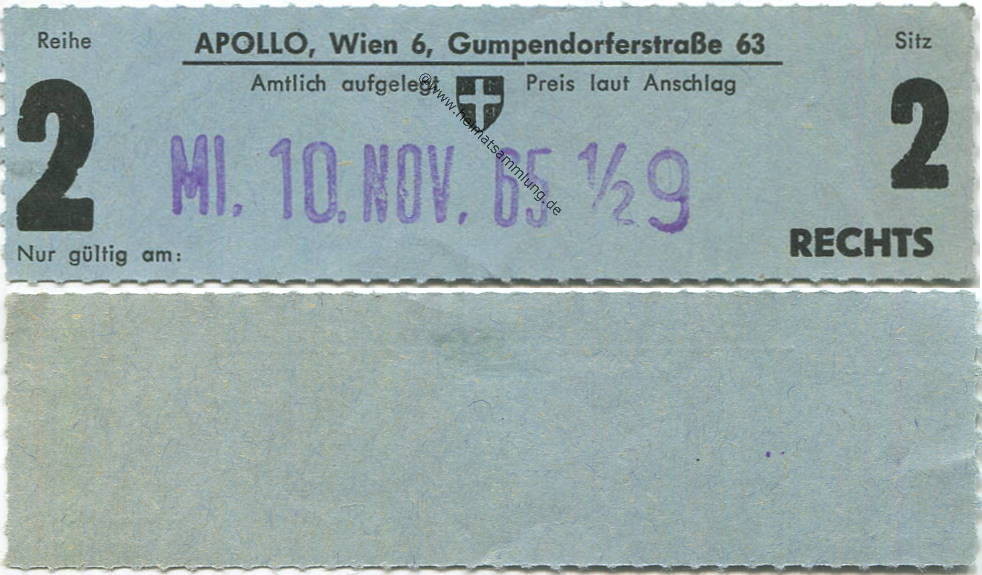 Reihe
APOLLO, Wien 6, Gumpendorferstraße 63
Sitz
Amtlich aufgelegt
Preis laut Anschlag
2
2
MI. 10. NOV. 65 ½9
RECHTS
Nur gültig am:
©www.heimatsammlung.de